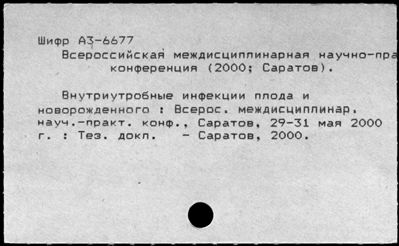 Шифр А3-6677
Всероссийская междисциплинарная научно-пра
конференция (2000; Саратов).
Внутриутробные инфекции плода и
новорожденного : Всерос. междисциплинар.
науч.-практ. конф., Саратов, 29-31 мая 2000
г. : Тез. докл. - Саратов, 2000.